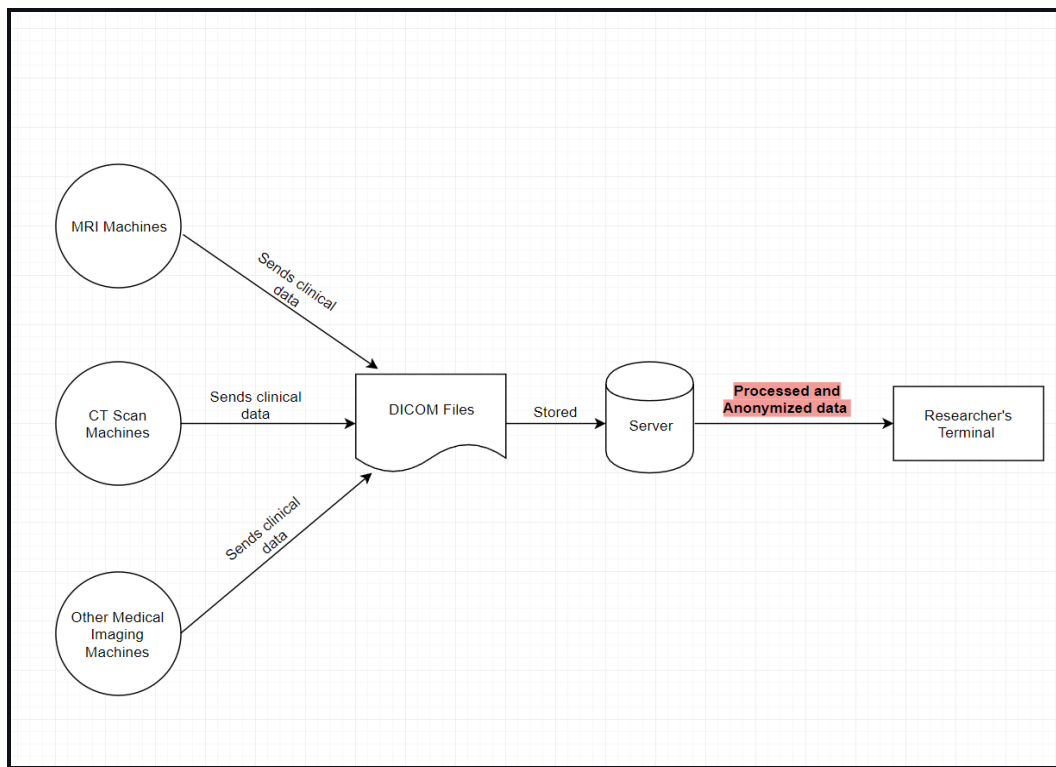 MRI Machines
Sends clinical
data
CT Scan
Machines
Sends clinical
data
DICOM Files
Stored
Server
Processed and
Anonymized data
Researcher's
Terminal
Sends clinical
data
Other Medical
Imaging
Machines